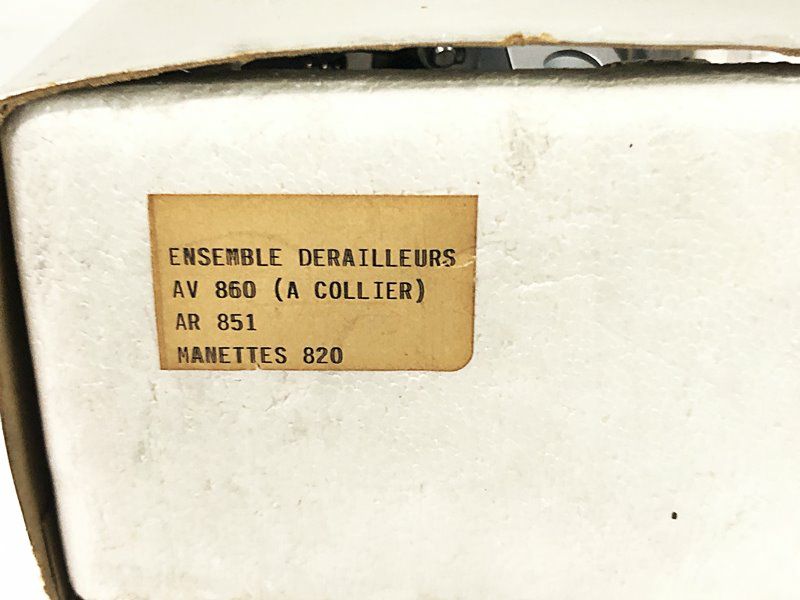 ENSEMBLE DERAILLEURS
AV 860 (A COLLIER)
AR 851
MANETTES 820